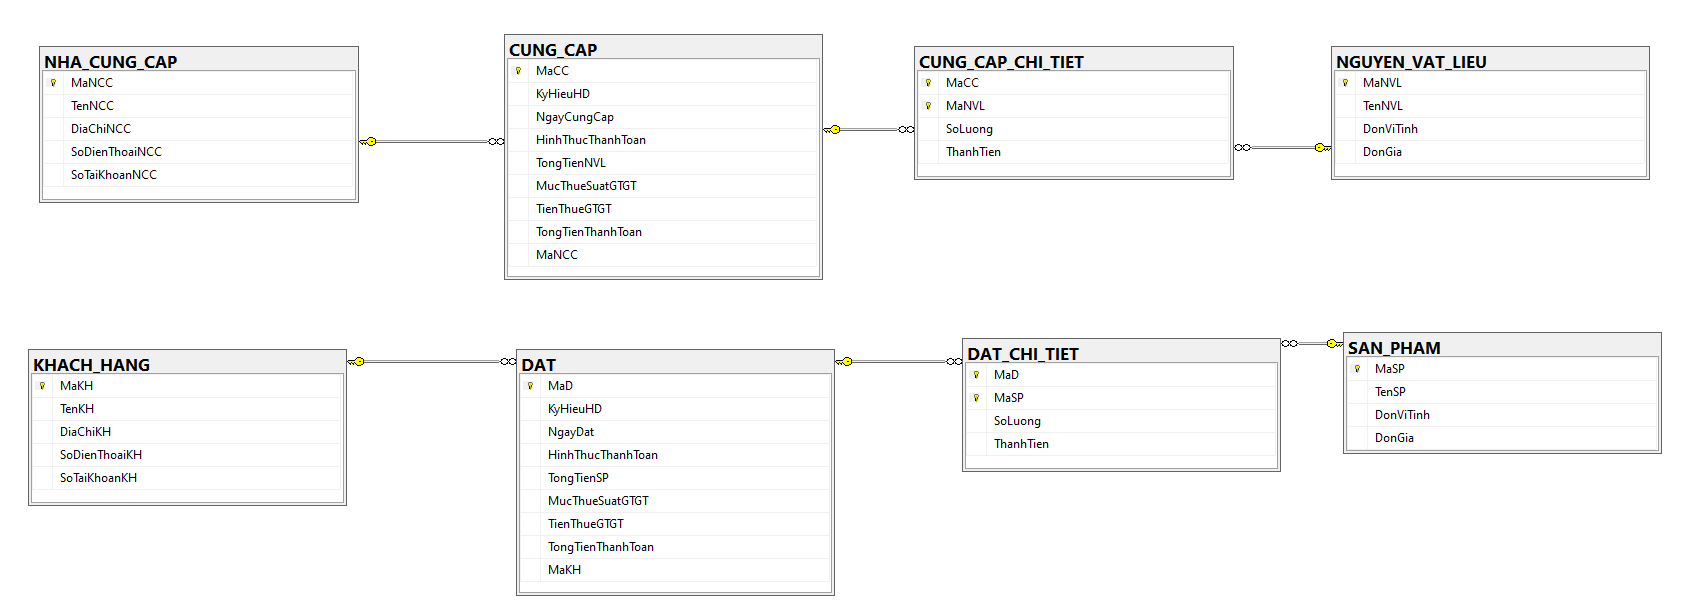 NHA_CUNG_CAP
MaNCC
TenNCC
DiaChiNCC
SoDienThoaiNCC
SoTaiKhoanNCC
CUNG_CAP
MaCC
KyHieuHD
NgayCungCap
HinhThucThanhToan
TongTienNVL
MucThueSuatGTGT
TienThueGTGT
TongTienThanhToan
MaNCC
CUNG_CAP_CHI_TIET
MaCC
MaNVL
SoLuong
ThanhTien
NGUYEN_VAT_LIEU
MaNVL
TenNVL
DonViTinh
DonGia
KHACH_HANG
MaKH
TenKH
DiaChiKH
SoDienThoaiKH
SoTaiKhoanKH
DAT
MaD
KyHieuHD
NgayDat
HinhThucThanhToan
TongTienSP
MucThueSuatGTGT
TienThueGTGT
TongTienThanhToan
MaKH
DAT_CHI_TIET
MaD
MaSP
SoLuong
ThanhTien
SAN_PHAM
MaSP
TenSP
DonViTinh
DonGia